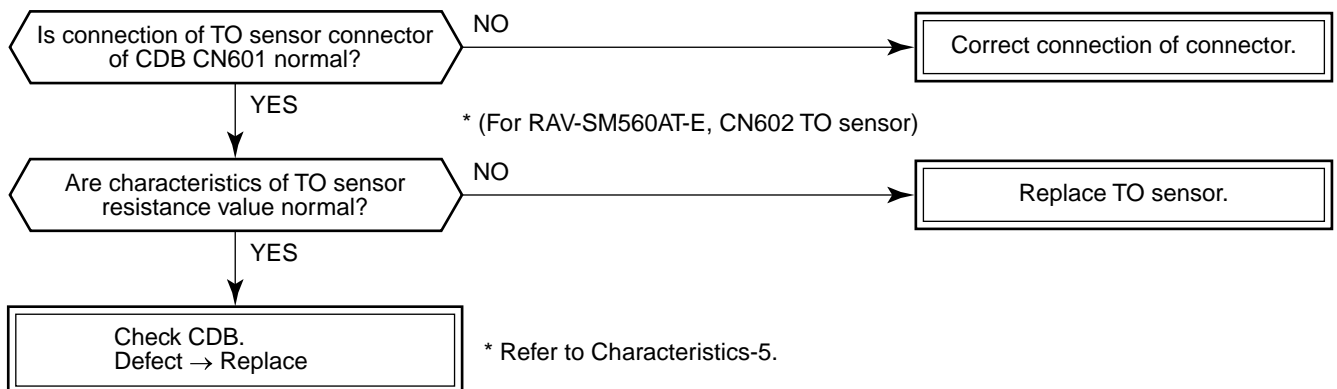 Is connection of TO sensor connector
of CDB CN601 normal?
NO
Correct connection of connector.
YES
* (For RAV-SM560AT-E, CN602 TO sensor)
Are characteristics of TO sensor
resistance value normal?
NO
Replace TO sensor.
YES
Check CDB.
Defect → Replace
* Refer to Characteristics-5.